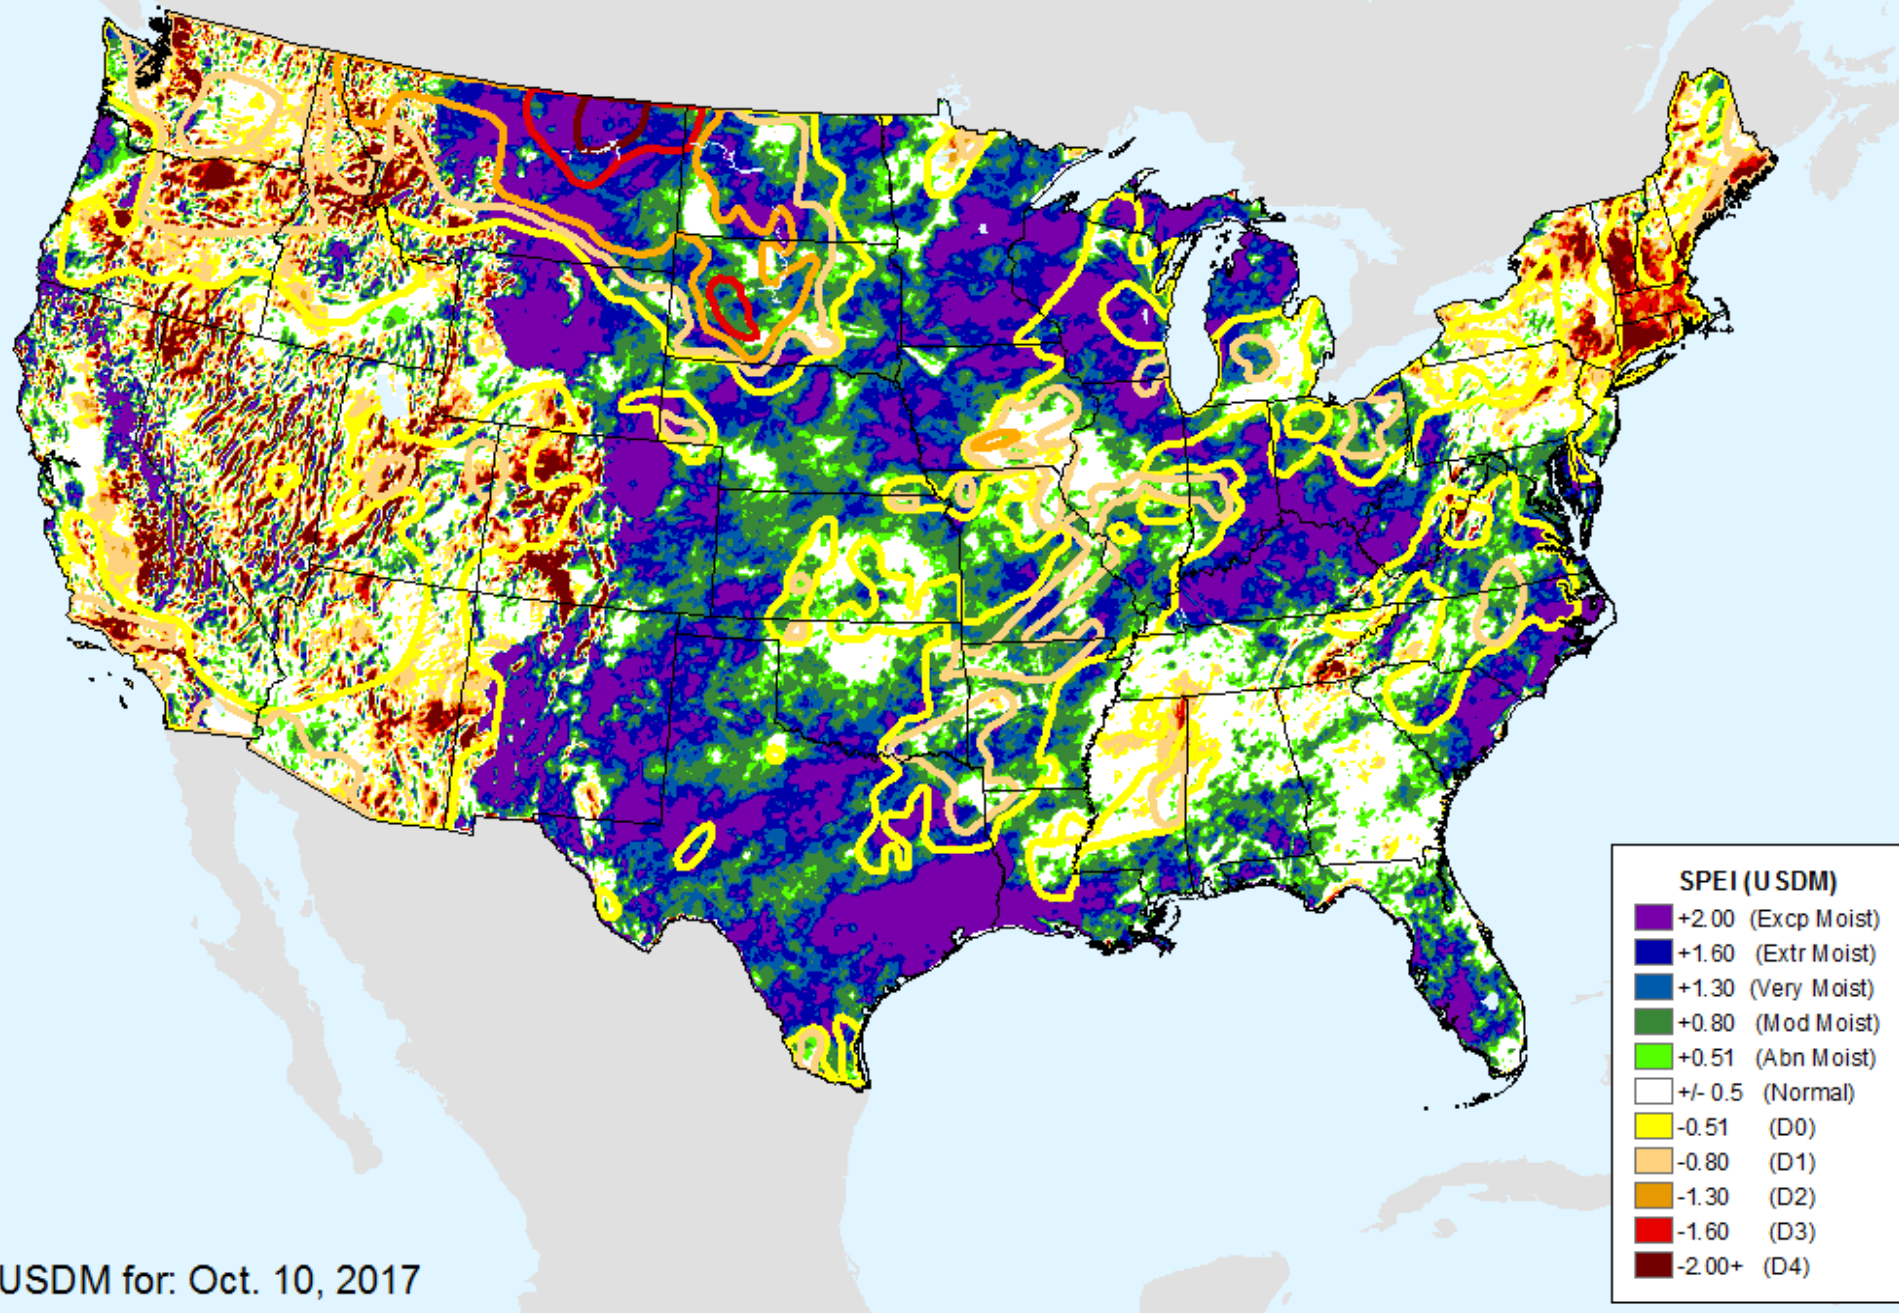 SPEI (USDM)
+2.00 (Excp Moist)
+1.60 (Extr Moist)
+1.30 (Very Moist)
+0.80 (Mod Moist)
+0.51 (Abn Moist)
+/- 0.5 (Normal)
-0.51 (D0)
-0.80 (D1)
-1.30 (D2)
-1.60 (D3)
-2.00+ (D4)
USDM for: Oct. 10, 2017